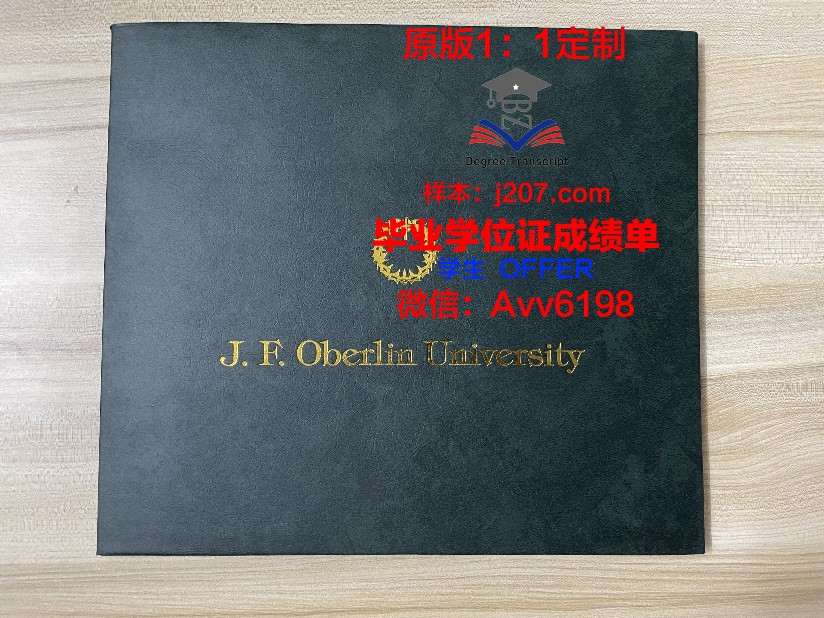 原版1：1定制
BZ
Degree Transcript
样本：j207.com
毕业学位证成绩单
学生 OFFER
微信：Avv6198
J. F. Oberlin University